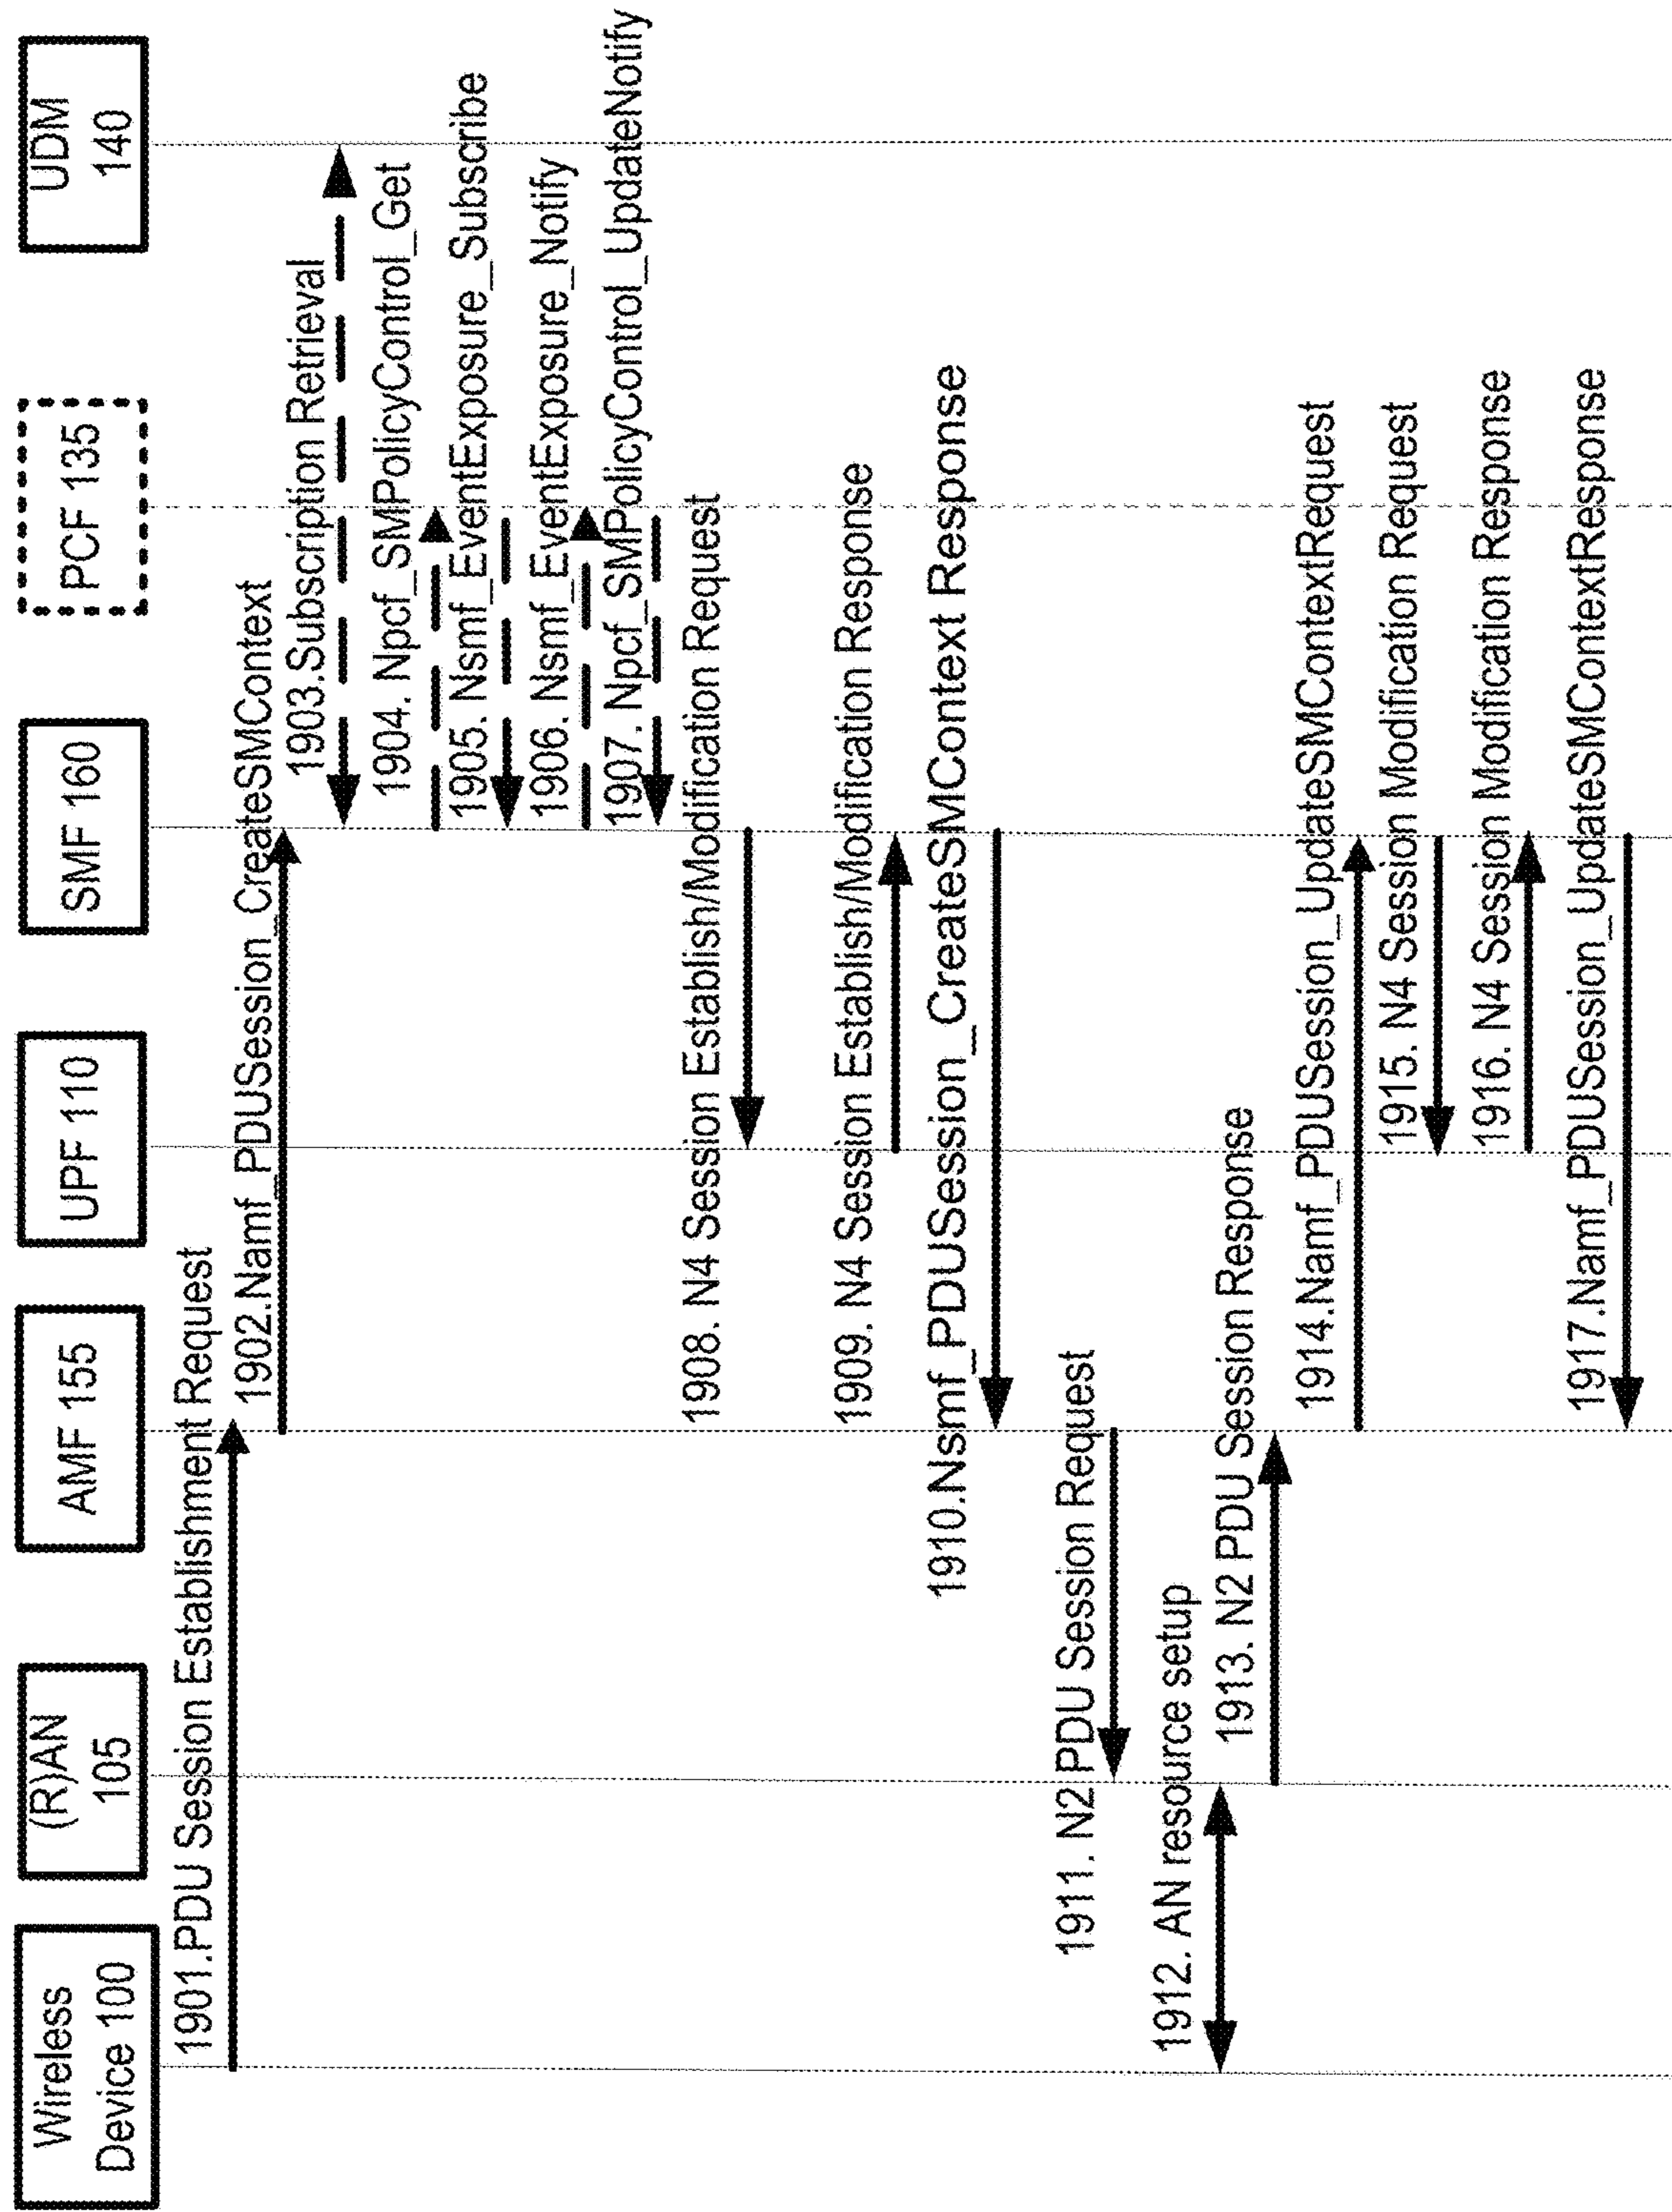 Wireless
Device 100
(R)AN
105
AMF 155
UPF 110
SMF 160
PCF 135
UDM
140
1901.PDU Session Establishment Request
1902.Namf_PDUSession_CreateSMContext
1903.Subscription Retrieval
1904. Npcf_SMPolicyControl_Get
1905. Nsmf_EventExposure_Subscribe
1906. Nsmf_EventExposure_Notify
1907. Npcf_SMPolicyControl_UpdateNotify
1908. N4 Session Establish/Modification Request
1909. N4 Session Establish/Modification Response
1910.Nsmf_PDUSession_CreateSMContext Response
1911. N2 PDU Session Request
1912. AN resource setup
1913. N2 PDU Session Response
1914.Namf_PDUSession_UpdateSMContextRequest
1915. N4 Session Modification Request
1916. N4 Session Modification Response
1917.Namf_PDUSession_UpdateSMContextResponse